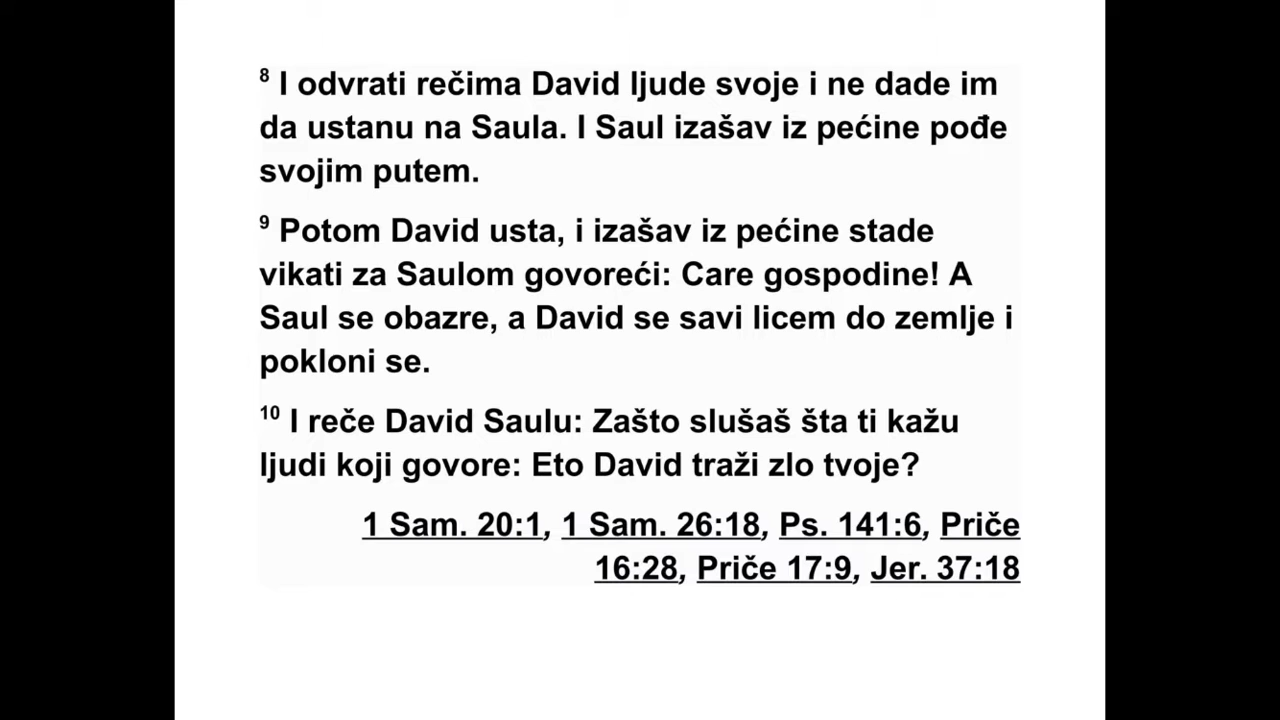 8 I odvrati rečima David ljude svoje i ne dade im
da ustanu na Saula. I Saul izašav iz pećine pođe
svojim putem.
9 Potom David usta, i izašav iz pećine stade
vikati za Saulom govoreći: Care gospodine! A
Saul se obazre, a David se savi licem do zemlje i
pokloni se.
10 I reče David Saulu: Zašto slušaš šta ti kažu
ljudi koji govore: Eto David traži zlo tvoje?
1 Sam. 20:1, 1 Sam. 26:18, Ps. 141:6, Priče
16:28, Priče 17:9, Jer. 37:18